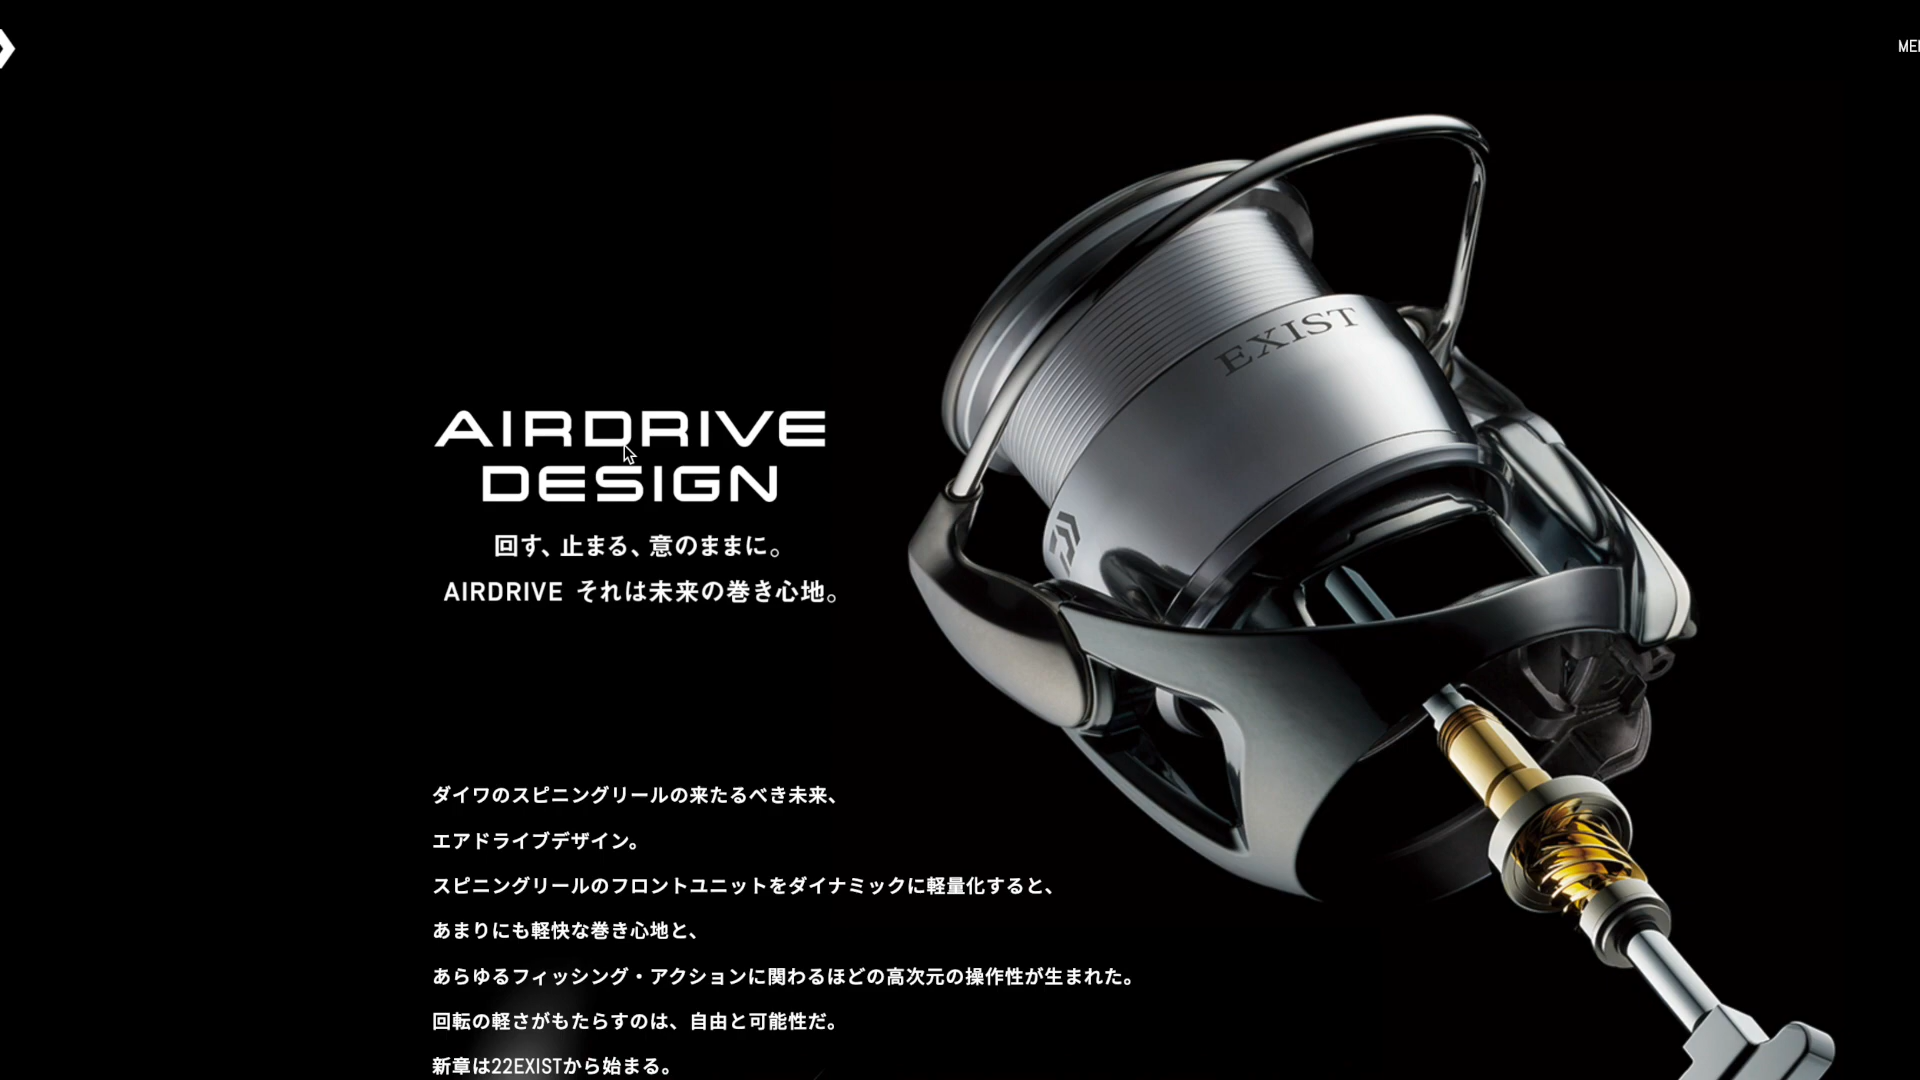 MEI
EXIST
AIRDRIVE
DESIGN
回す、止まる、意のままに。
AIRDRIVE それは未来の巻き心地。
ダイワのスピニングリールの来たるべき未来、
エアドライブデザイン。
スピニングリールのフロントユニットをダイナミックに軽量化すると、
あまりにも軽快な巻き心地と、
あらゆるフィッシング・アクションに関わるほどの高次元の操作性が生まれた。
回転の軽さがもたらすのは、自由と可能性だ。
新章は22EXISTから始まる。